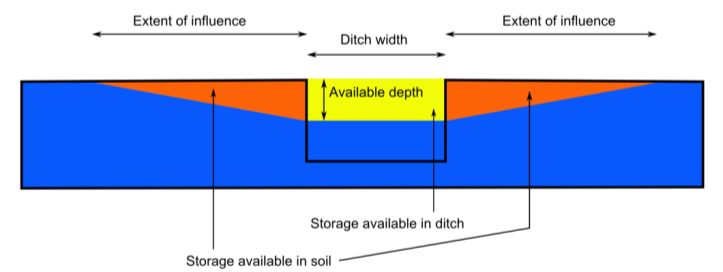 Extent of influence
Ditch width
Extent of influence
Available depth
Storage available in ditch
Storage available in soil